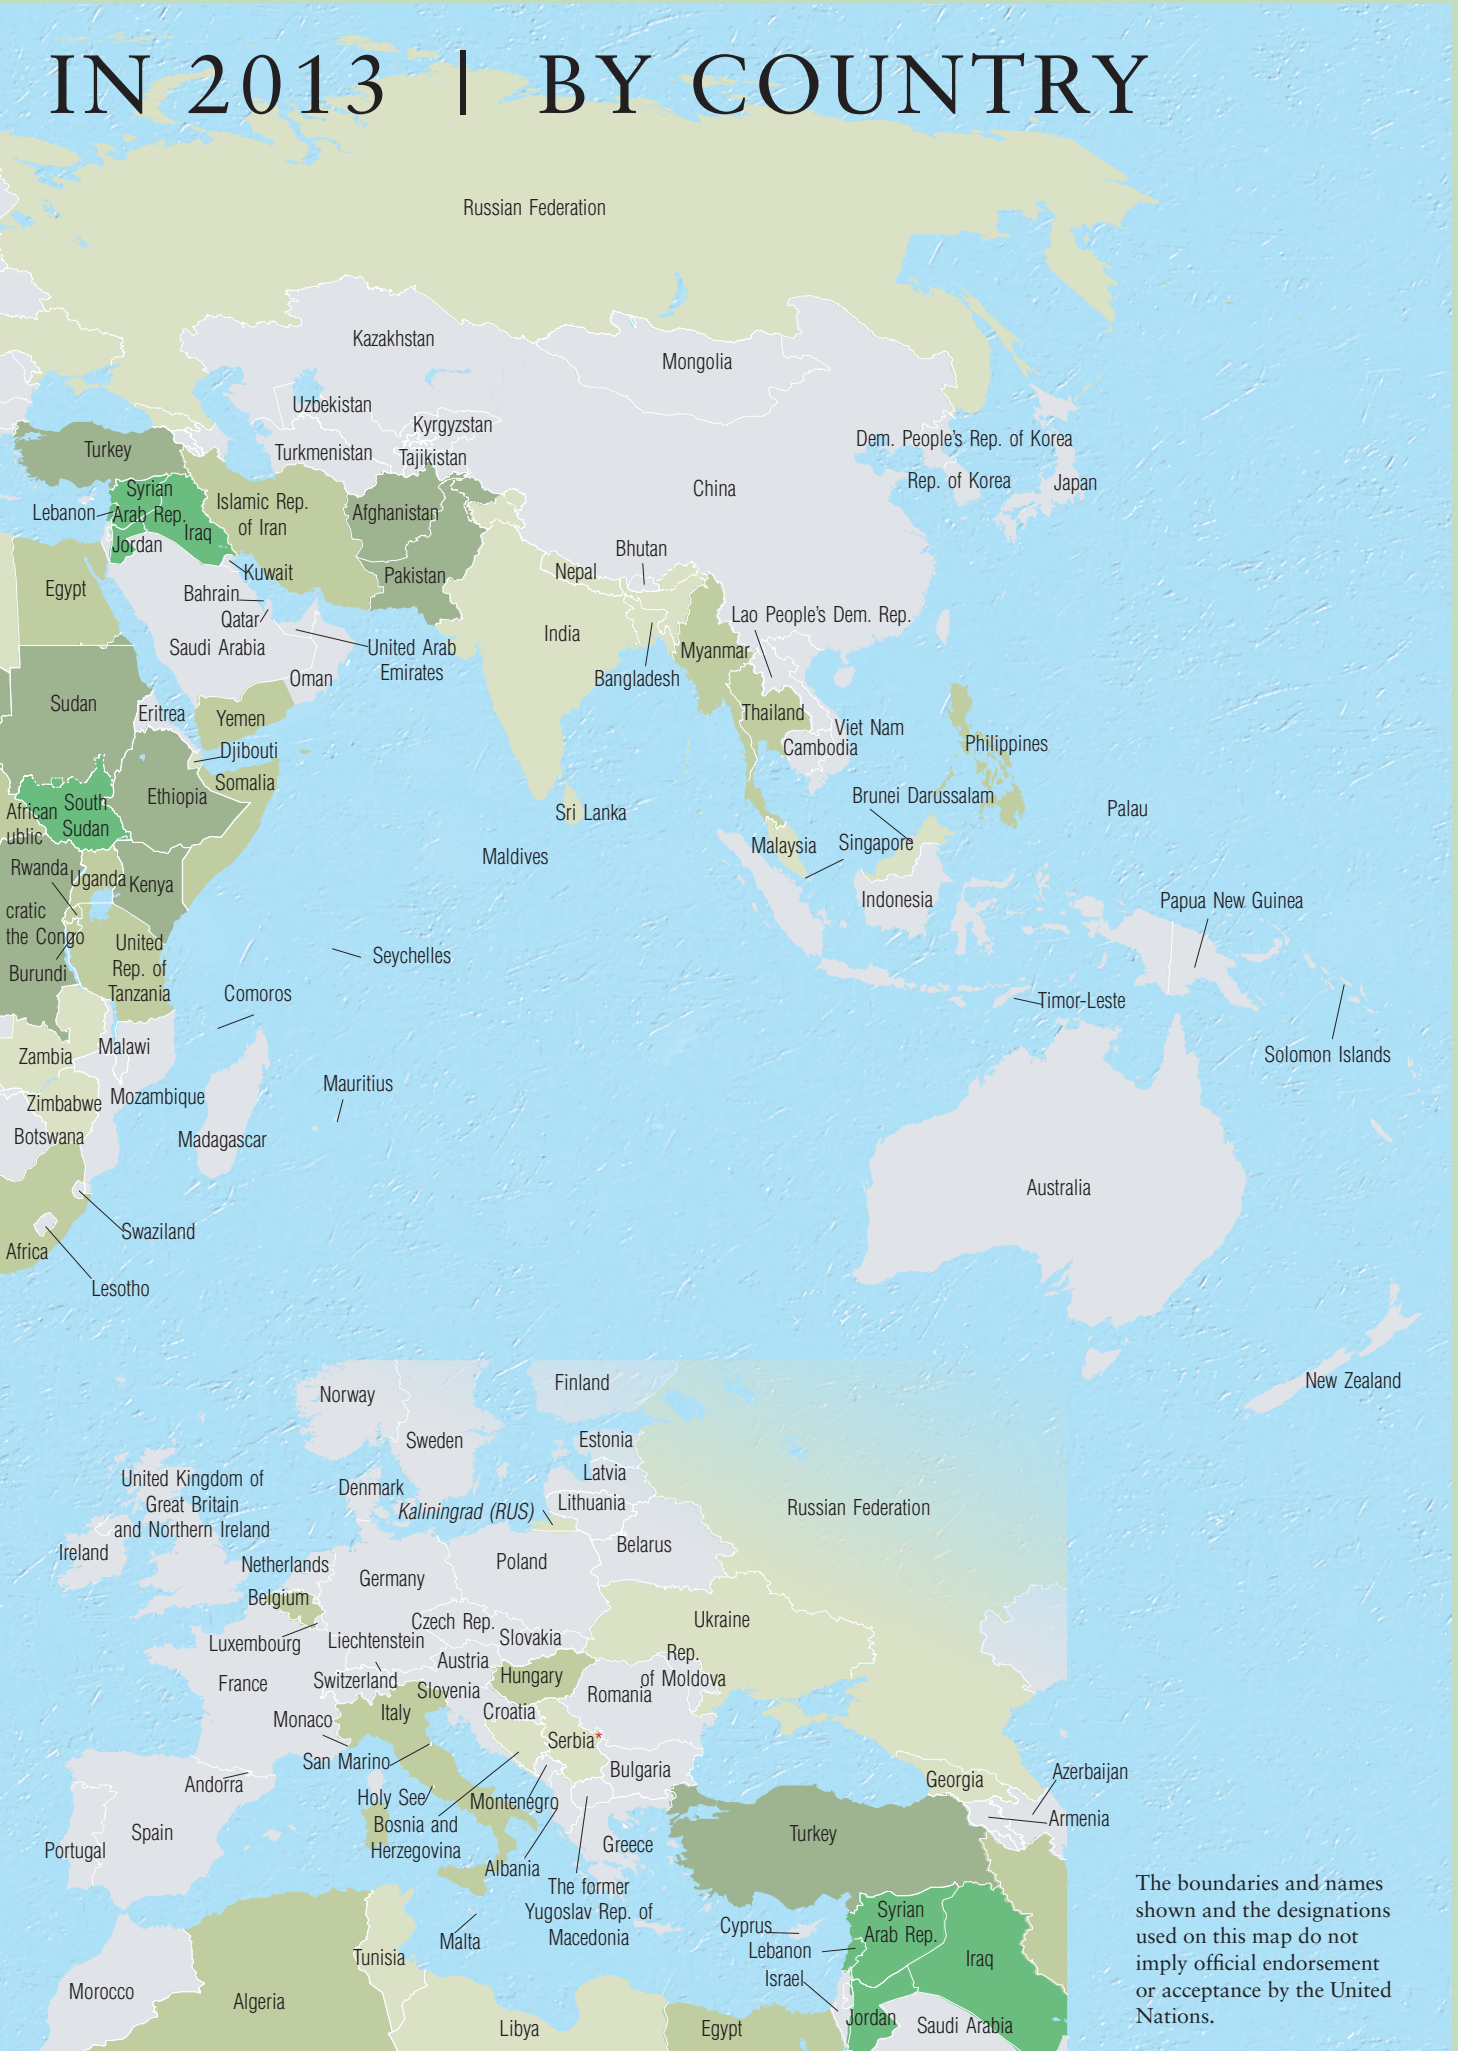 IN 2013 | BY COUNTRY
Russian Federation
Kazakhstan
Mongolia
Uzbekistan
Kyrgyzstan
Turkmenistan
Tajikistan
Dem. People's Rep. of Korea
Rep. of Korea
Japan
China
Turkey
Syrian
Arab Rep.
Lebanon
Iraq
Jordan
Islamic Rep.
of Iran
Afghanistan
Pakistan
Kuwait
Bahrain
Qatar
Saudi Arabia
United Arab
Emirates
Oman
Egypt
Bhutan
Nepal
India
Bangladesh
Lao People's Dem. Rep.
Myanmar
Thailand
Viet Nam
Cambodia
Philippines
Sudan
Eritrea
Yemen
Djibouti
Somalia
Ethiopia
African
ublic
South
Sudan
Sri Lanka
Maldives
Brunei Darussalam
Palau
Malaysia
Singapore
Indonesia
Rwanda
Uganda
Kenya
cratic
the Congo
Burundi
United
Rep. of
Tanzania
Papua New Guinea
Seychelles
Comoros
Timor-Leste
Solomon Islands
Zambia
Malawi
Mauritius
Zimbabwe
Mozambique
Botswana
Madagascar
Australia
Swaziland
Africa
Lesotho
New Zealand
Norway
Finland
Sweden
Estonia
Latvia
Denmark
Lithuania
Kaliningrad (RUS)
Russian Federation
United Kingdom of
Great Britain
and Northern Ireland
Ireland
Belarus
Netherlands
Poland
Germany
Belgium
Czech Rep.
Ukraine
Luxembourg
Liechtenstein
Slovakia
Rep.
of Moldova
Austria
France
Switzerland
Hungary
Slovenia
Romania
Croatia
Italy
Monaco
Serbia*
San Marino
Bulgaria
Andorra
Georgia
Azerbaijan
Holy See
Montenegro
Armenia
Bosnia and
Herzegovina
Spain
Turkey
Portugal
Greece
Albania
The former
Yugoslav Rep. of
Macedonia
Syrian
Arab Rep.
Cyprus
Lebanon
Malta
Israel
Iraq
Tunisia
Morocco
Algeria
Libya
Egypt
Jordan
Saudi Arabia
The boundaries and names
shown and the designations
used on this map do not
imply official endorsement
or acceptance by the United
Nations.